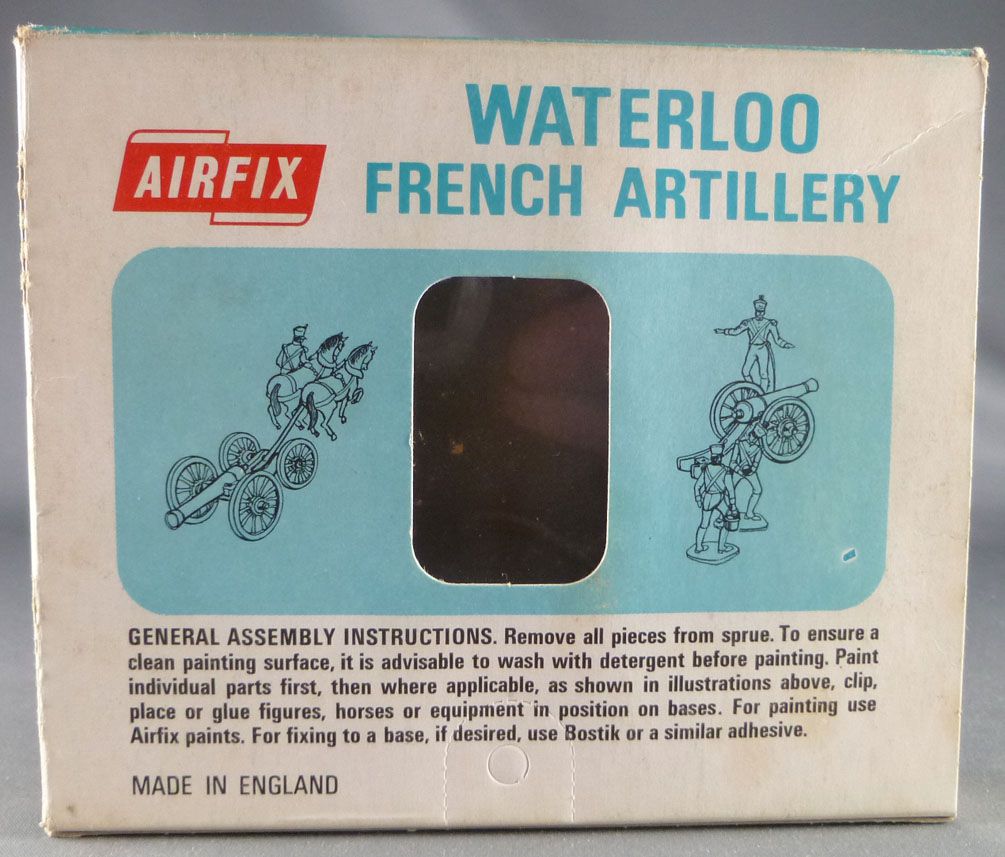 AIRFIX
WATERLOO
FRENCH ARTILLERY
GENERAL ASSEMBLY INSTRUCTIONS. Remove all pieces from sprue. To ensure a
clean painting surface, it is advisable to wash with detergent before painting. Paint
individual parts first, then where applicable, as shown in illustrations above, clip,
place or glue figures, horses or equipment in position on bases. For painting use
Airfix paints. For fixing to a base, if desired, use Bostik or a similar adhesive.
MADE IN ENGLAND